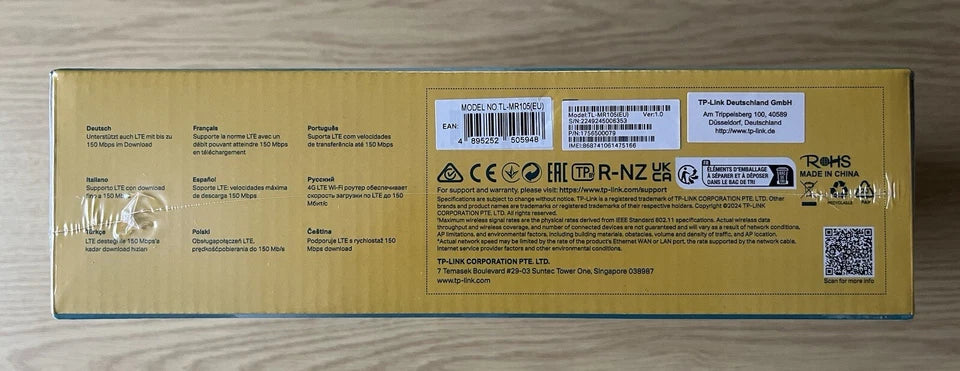 Deutsch
Unterstützt auch LTE mit bis zu
150 Mbps im Download
Français
Supporte la norme LTE avec un
débit pouvant atteindre 150 Mbps
en téléchargement
Português
Suporta LTE com velocidades
de transferência até 150 Mbps
Italiano
Supporto LTE con download
fino a 150 Mbps
Español
Soporte LTE: velocidades máxima
de descarga 150 Mbps
Русский
4G LTE Wi-Fi роутер обеспечивает
скорость загрузки по LTE до 150
Мбит/с
Türkçe
LTE desteği ile 150 Mbps'a
kadar download hızları
Polski
Obsługapołączeń LTE,
prędkośćpobierania do 150 Mb/s
Čeština
Podporuje LTE s rychlostí až 150
Mbps download
MODEL NO.TL-MR105(EU)
EAN:
4 895252 505948
Model:TL-MR105(EU) Ver:1.0
S/N:2249245006353
P/N:1756500079
IMEI:868741061475166
TP-Link Deutschland GmbH
Am Trippelsberg 100, 40589
Düsseldorf, Deutschland
http://www.tp-link.de
CE EAC TP R-NZ UK CA
FR
ÉLÉMENTS D'EMBALLAGE
À SÉPARER ET À DÉPOSER
DANS LE BAC DE TRI
RoHS
MADE IN CHINA
For support and warranty, please visit: https://www.tp-link.com/support
Specifications are subject to change without notice. TP-Link is a registered trademark of TP-LINK CORPORATION PTE. LTD. Other
brands and product names are trademarks or registered trademarks of their respective holders. Copyright ©2024 TP-LINK
CORPORATION PTE. LTD. All rights reserved.
*Maximum wireless signal rates are the physical rates derived from IEEE Standard 802.11 specifications. Actual wireless data
throughput and wireless coverage, and number of connected devices are not guaranteed and will vary as a result of network conditions,
AP limitations, and environmental factors, including building materials, obstacles, volume and density of traffic, and AP location.
*Actual network speed may be limited by the rate of the product's Ethernet WAN or LAN port, the rate supported by the network cable,
Internet service provider factors and other environmental conditions.
TP-LINK CORPORATION PTE. LTD.
7 Temasek Boulevard #29-03 Suntec Tower One, Singapore 038987
www.tp-link.com
Scan for more info